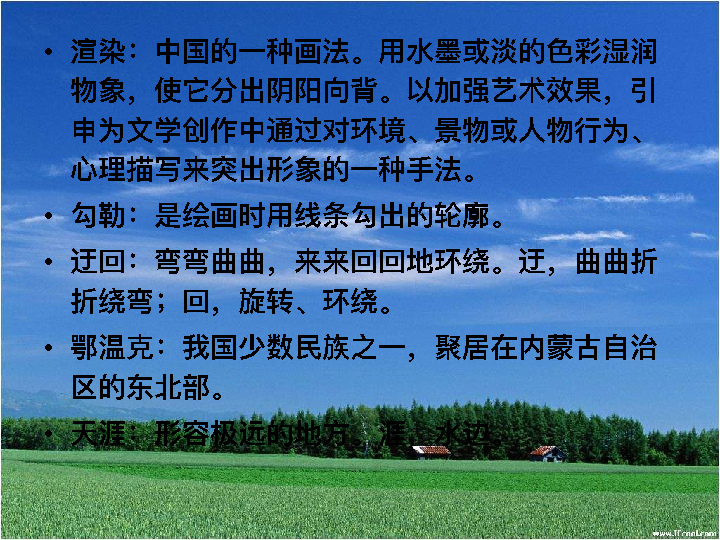 • 渲染：中国的一种画法。用水墨或淡的色彩湿润
物象，使它分出阴阳向背。以加强艺术效果，引
申为文学创作中通过对环境、景物或人物行为、
心理描写来突出形象的一种手法。
• 勾勒：是绘画时用线条勾出的轮廓。
• 迂回：弯弯曲曲，来来回回地环绕。迂，曲曲折
折绕弯；回，旋转、环绕。
• 鄂温克：我国少数民族之一，聚居在内蒙古自治
区的东北部。
• 天涯：形容极远的地方。涯，水边。
www.1Tcool.com